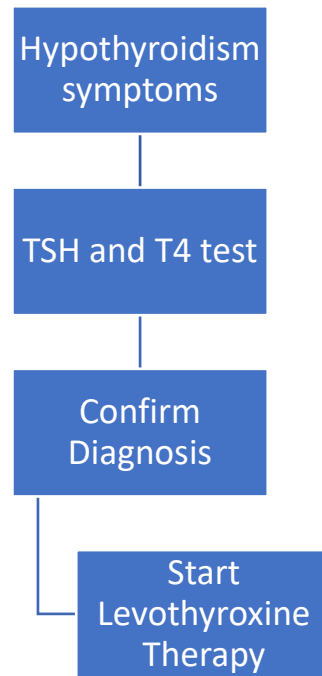 Hypothyroidism
symptoms
TSH and T4 test
Confirm
Diagnosis
Start
Levothyroxine
Therapy